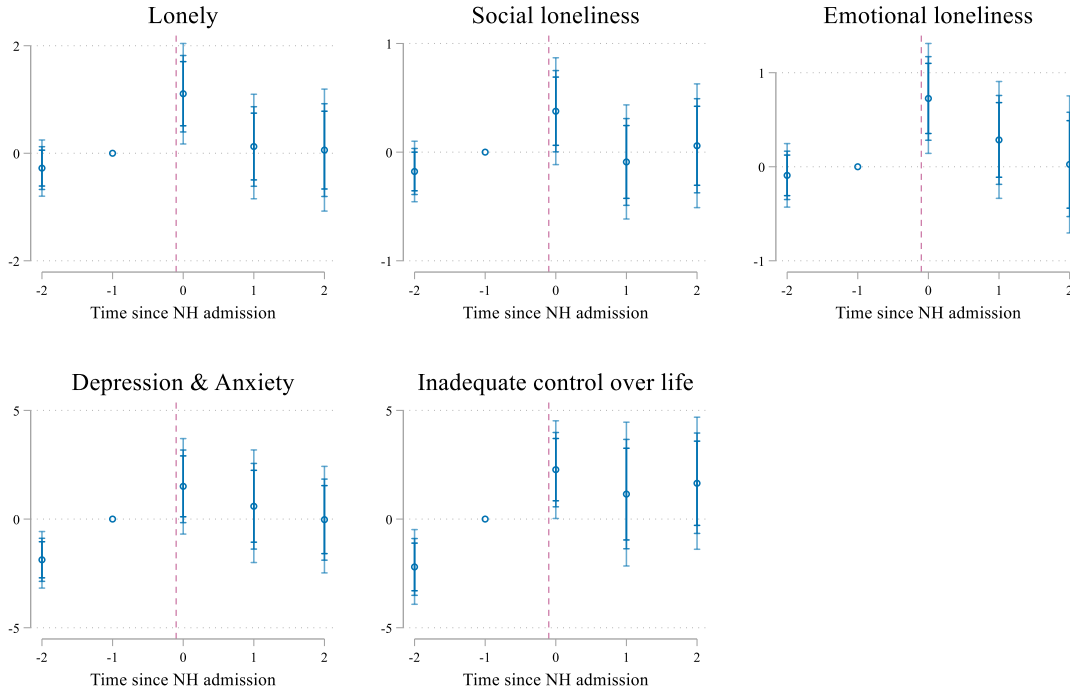 Lonely
2
0
-2
-2 -1 0 1 2
Time since NH admission
Social loneliness
1
0
-1
-2 -1 0 1 2
Time since NH admission
Emotional loneliness
1
0
-1
-2 -1 0 1 2
Time since NH admission
Depression & Anxiety
5
0
-5
-2 -1 0 1 2
Time since NH admission
Inadequate control over life
5
0
-5
-2 -1 0 1 2
Time since NH admission